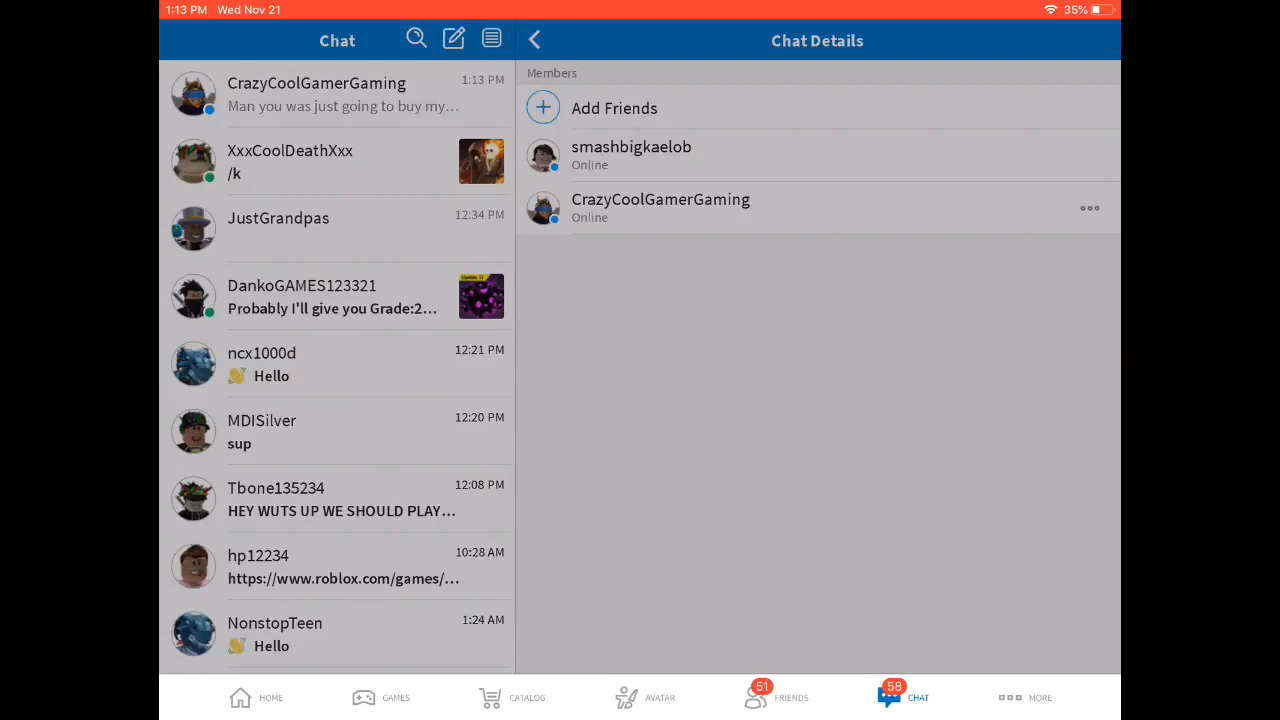 1:13 PM Wed Nov 21 35%
Chat
CrazyCoolGamerGaming 1:13 PM
Man you was just going to buy my…
XxxCoolDeathXxx
/k
JustGrandpas 12:34 PM
DankoGAMES123321
Probably I'll give you Grade:2…
ncx1000d 12:21 PM
👋 Hello
MDISilver 12:20 PM
sup
Tbone135234 12:08 PM
HEY WUTS UP WE SHOULD PLAY…
hp12234 10:28 AM
https://www.roblox.com/games/…
NonstopTeen 1:24 AM
👋 Hello
Chat Details
Members
Add Friends
smashbigkaelob
Online
CrazyCoolGamerGaming
Online
HOME GAMES CATALOG AVATAR 51 FRIENDS 58 CHAT MORE